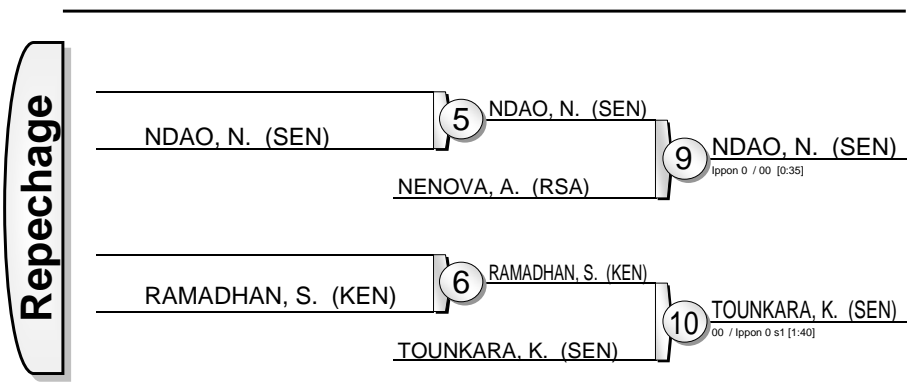 Repechage
NDAO, N. (SEN)
5
NDAO, N. (SEN)
NENOVA, A. (RSA)
9
NDAO, N. (SEN)
Ippon 0 / 00 [0:35]
RAMADHAN, S. (KEN)
6
RAMADHAN, S. (KEN)
TOUNKARA, K. (SEN)
10
TOUNKARA, K. (SEN)
00 / Ippon 0 s1 [1:40]